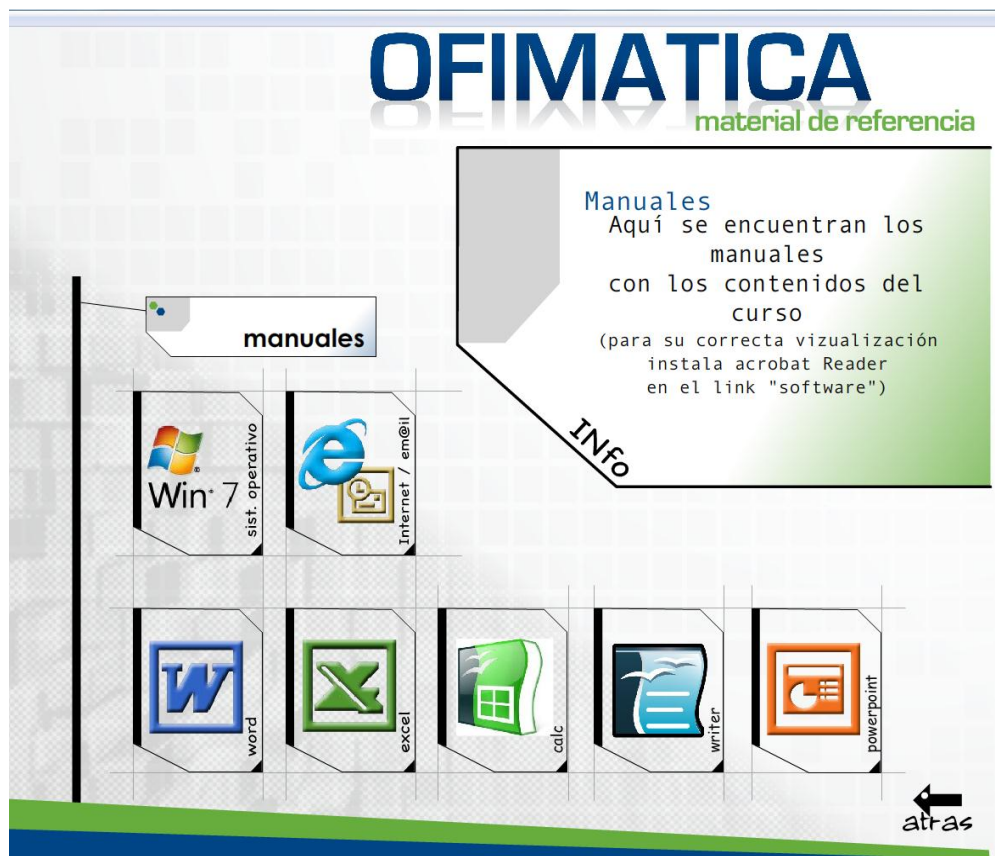 OFIMATICA
material de referencia
Manuales
Aquí se encuentran los
manuales
con los contenidos del
curso
(para su correcta vizualización
instala acrobat Reader
en el link "software")
INfo
manuales
Win 7
sist. operativo
Internet / em@il
word
excel
calc
writer
powerpoint
atras